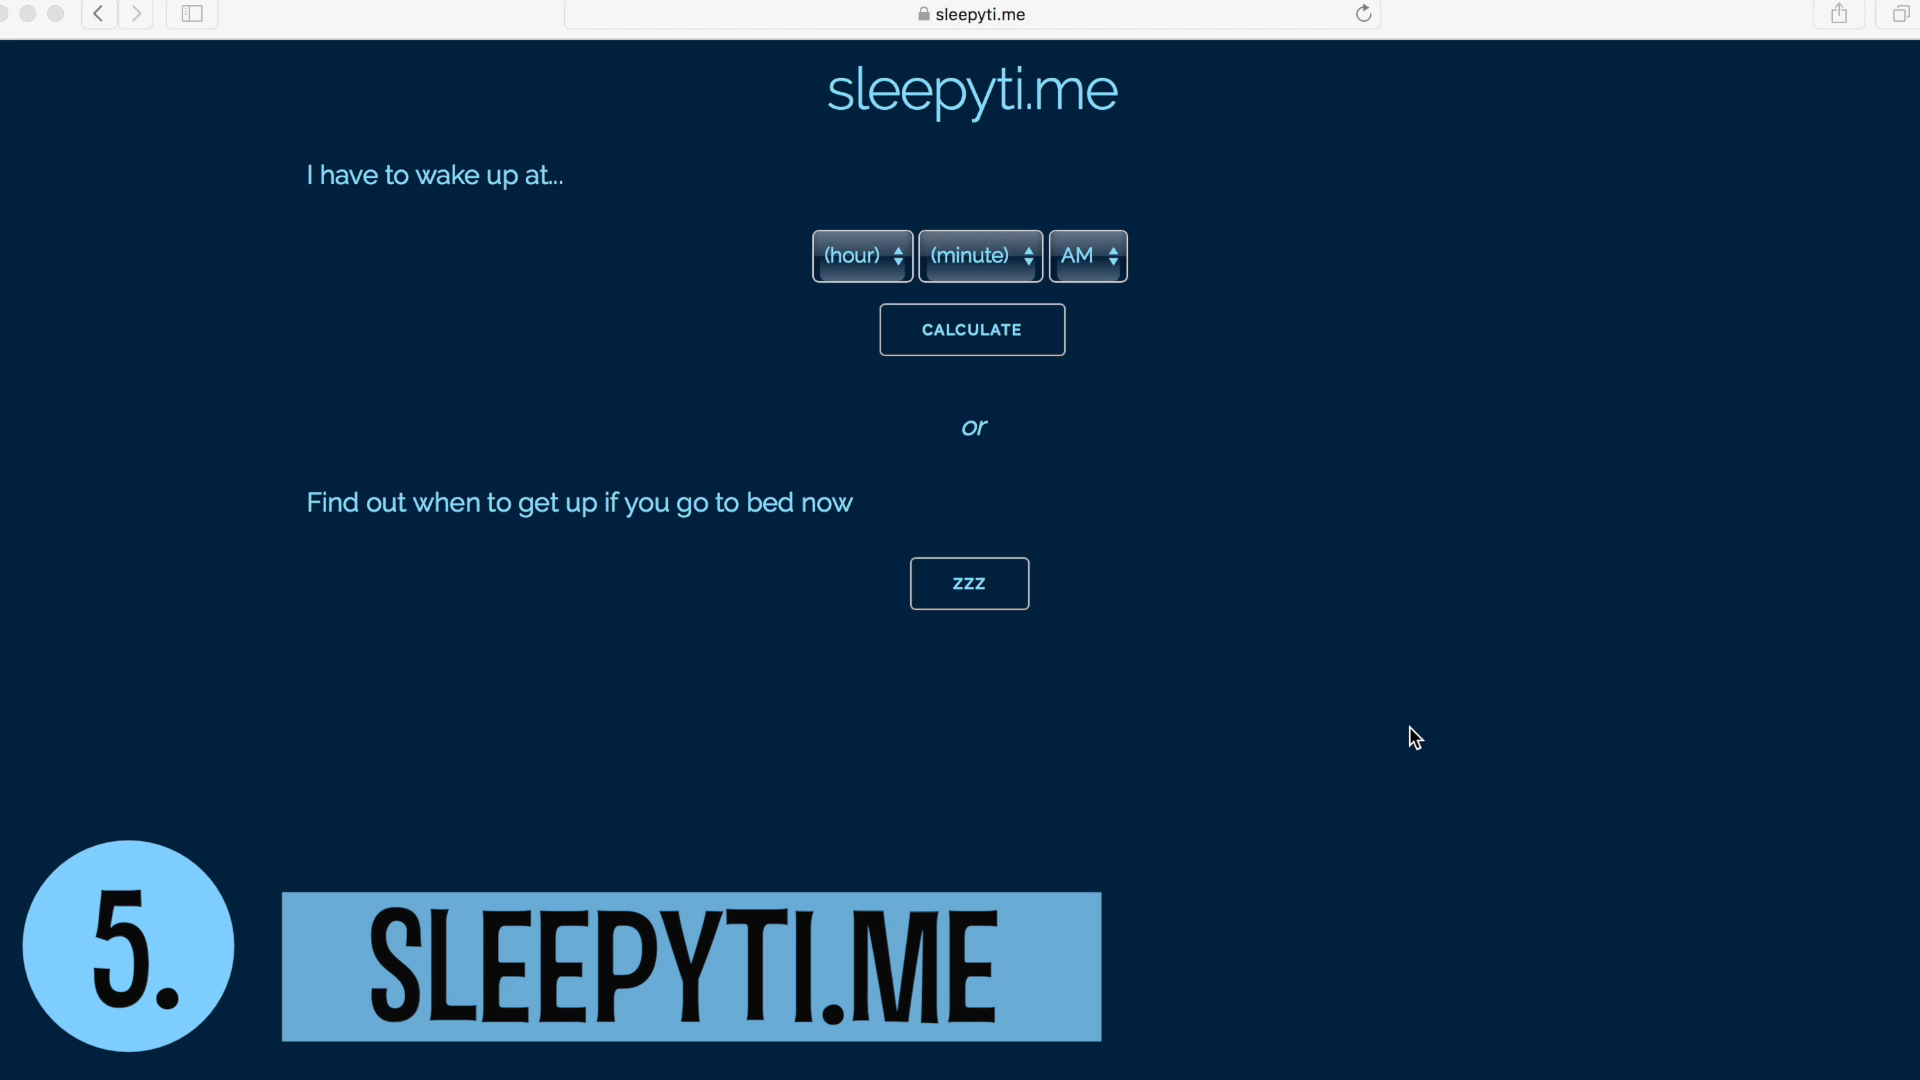 sleepyti.me
sleepyti.me
I have to wake up at...
(hour) (minute) AM
CALCULATE
or
Find out when to get up if you go to bed now
zzz
5. SLEEPYTI.ME